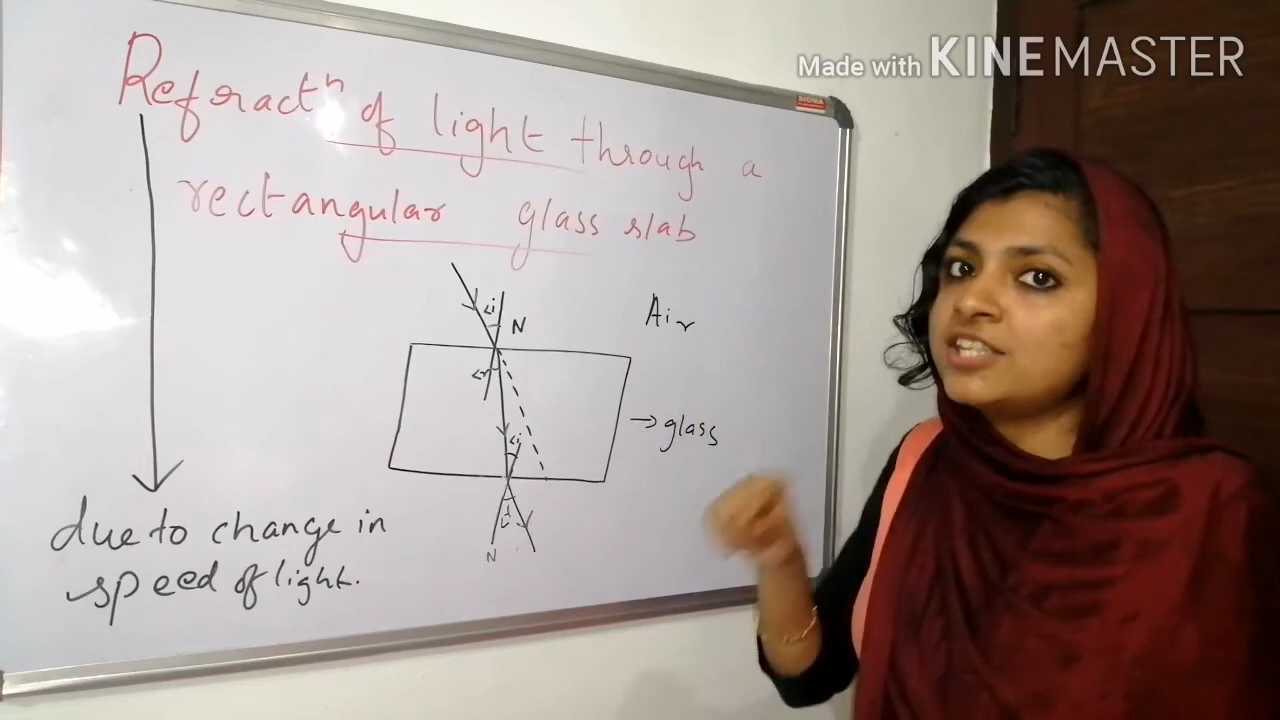 Made with KINEMASTER
SIGMA
Refractⁿ of light through a
rectangular glass slab
∠i
N
Air
∠r
→ glass
∠i
∠r
N
due to change in
speed of light.